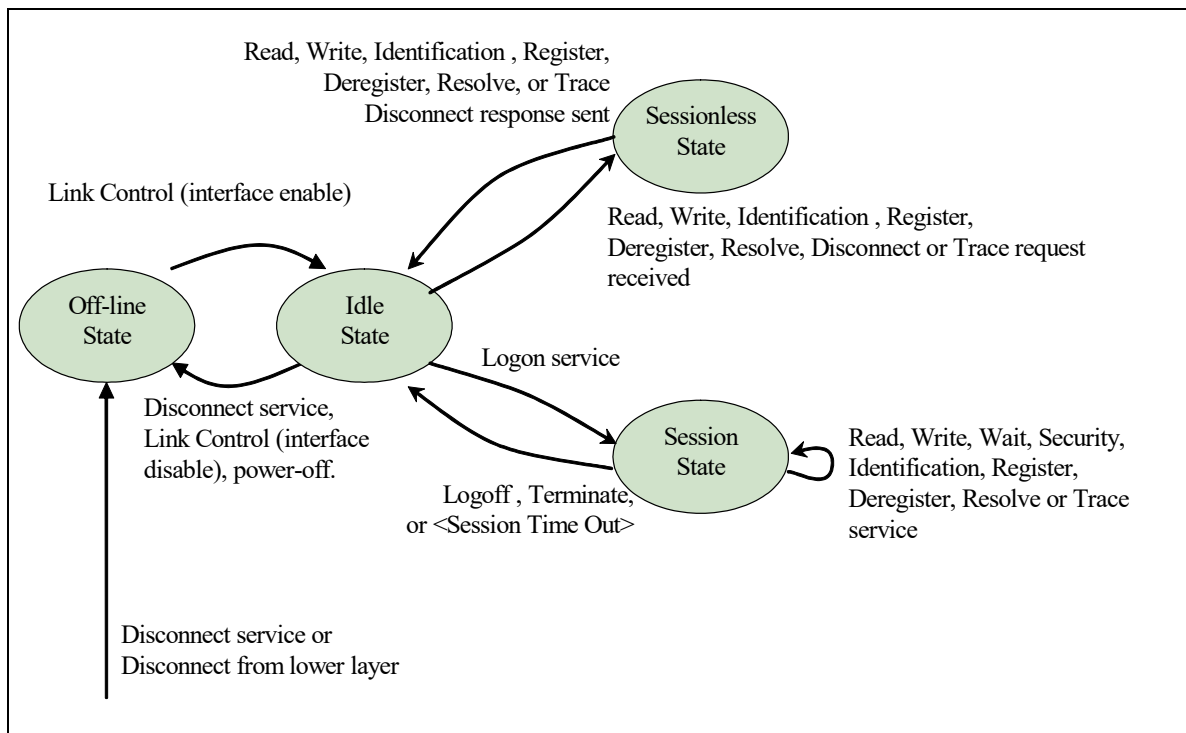 Read, Write, Identification , Register,
Deregister, Resolve, or Trace
Disconnect response sent
Sessionless
State
Link Control (interface enable)
Read, Write, Identification , Register,
Deregister, Resolve, Disconnect or Trace request
received
Off-line
State
Idle
State
Logon service
Disconnect service,
Link Control (interface
disable), power-off.
Session
State
Read, Write, Wait, Security,
Identification, Register,
Deregister, Resolve or Trace
service
Logoff , Terminate,
or <Session Time Out>
Disconnect service or
Disconnect from lower layer